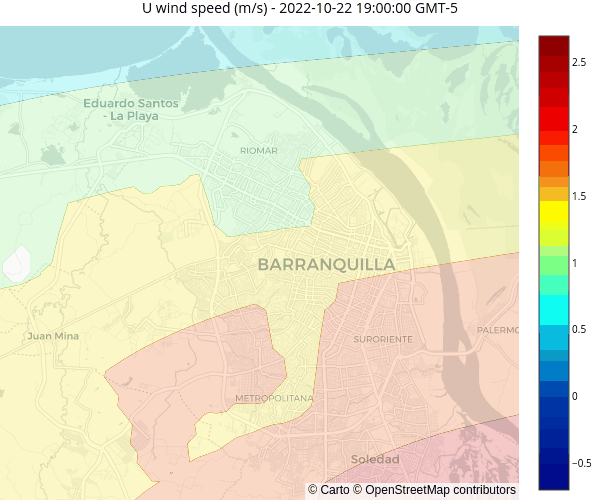 U wind speed (m/s) - 2022-10-22 19:00:00 GMT-5
Eduardo Santos
- La Playa
RIOMAR
BARRANQUILLA
Juan Mina
SURORIENTE
PALERMO
METROPOLITANA
Soledad
© Carto © OpenStreetMap contributors
2.5
2
1.5
1
0.5
0
−0.5